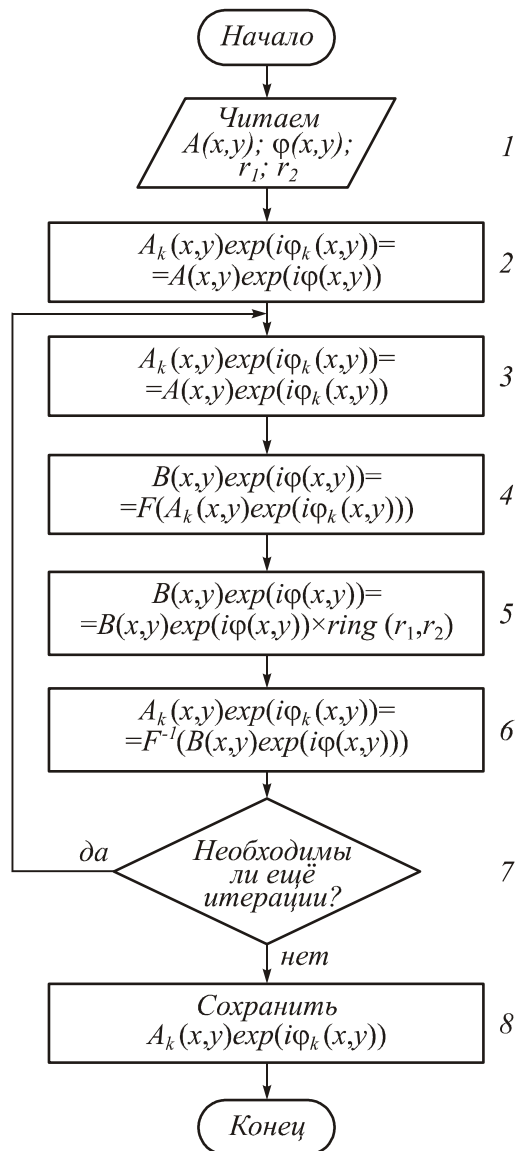 Начало
Читаем
A(x,y); φ(x,y);
r₁; r₂
1
Aₖ(x,y)exp(iφₖ(x,y))=
=A(x,y)exp(iφ(x,y))
2
Aₖ(x,y)exp(iφₖ(x,y))=
=A(x,y)exp(iφₖ(x,y))
3
B(x,y)exp(iφ(x,y))=
=F(Aₖ(x,y)exp(iφₖ(x,y)))
4
B(x,y)exp(iφ(x,y))=
=B(x,y)exp(iφ(x,y))×ring (r₁,r₂)
5
Aₖ(x,y)exp(iφₖ(x,y))=
=F⁻¹(B(x,y)exp(iφ(x,y)))
6
да
Необходимы
ли ещё
итерации?
7
нет
Сохранить
Aₖ(x,y)exp(iφₖ(x,y))
8
Конец